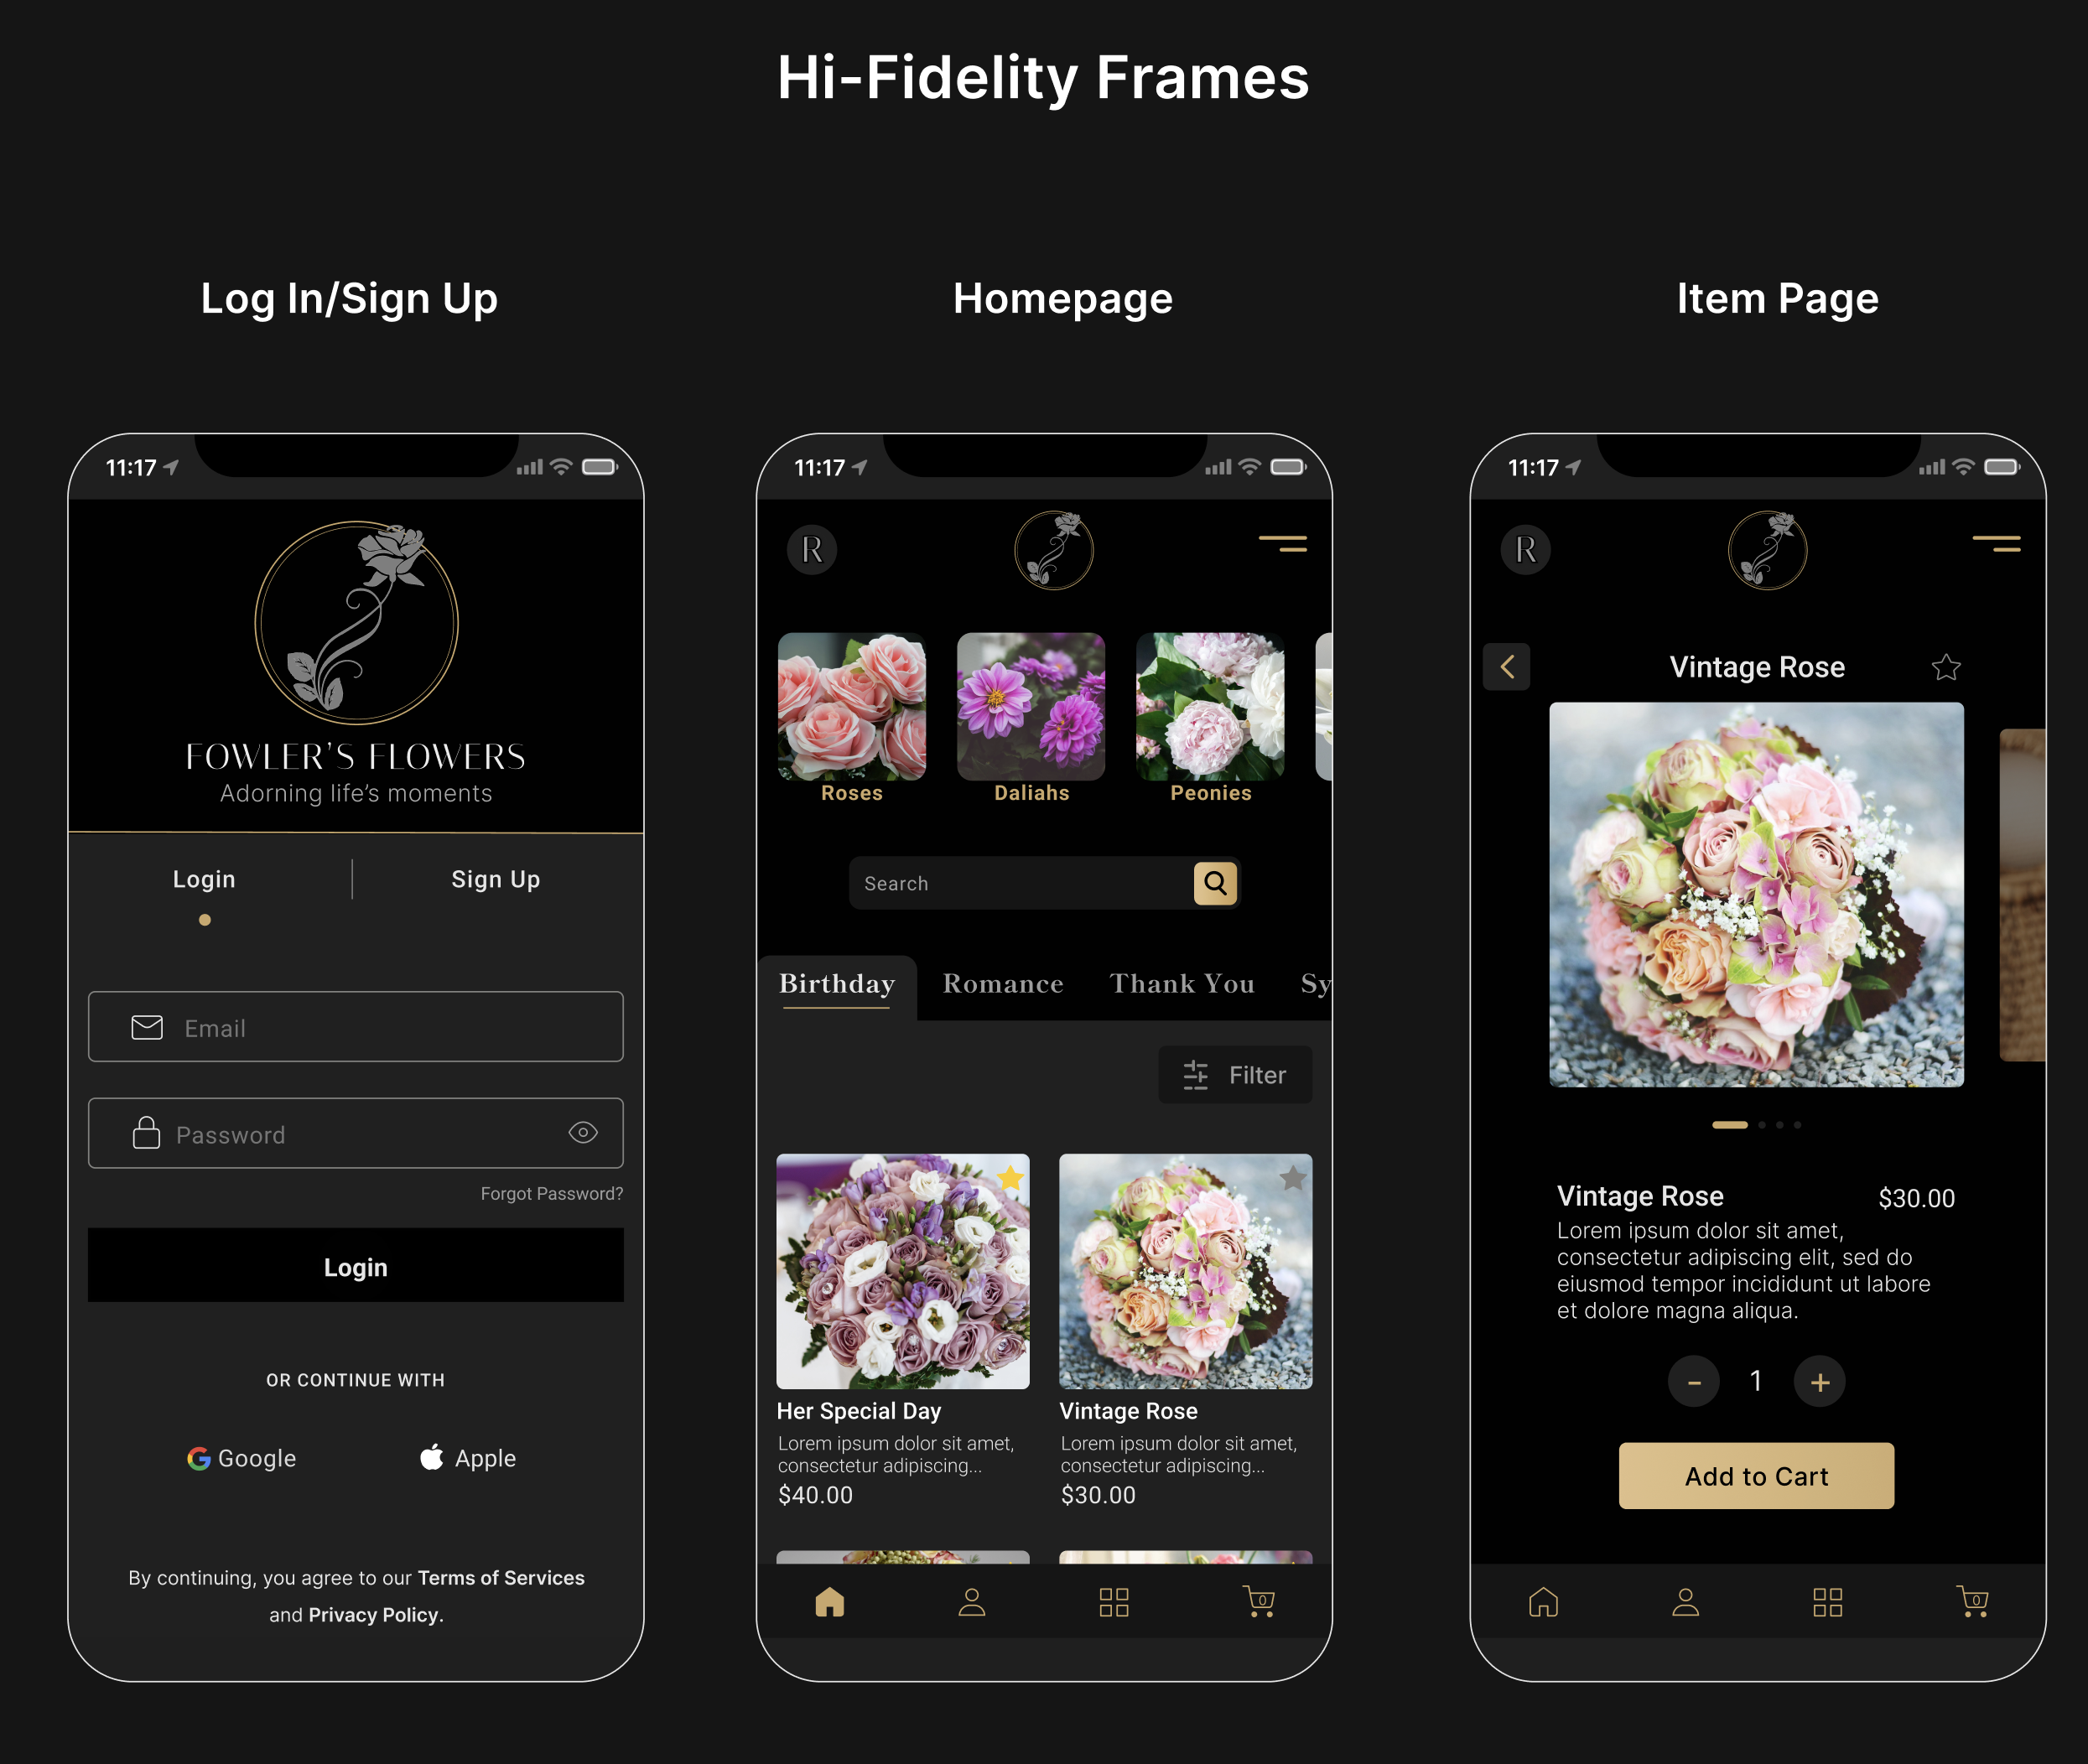 Hi-Fidelity Frames
Log In/Sign Up
11:17
FOWLER'S FLOWERS
Adorning life's moments
Login
Sign Up
Email
Password
Forgot Password?
Login
OR CONTINUE WITH
Google
Apple
By continuing, you agree to our Terms of Services
and Privacy Policy.
Homepage
11:17
R
Roses
Daliahs
Peonies
Search
Birthday
Romance
Thank You
Sy
Filter
Her Special Day
Lorem ipsum dolor sit amet,
consectetur adipiscing...
$40.00
Vintage Rose
Lorem ipsum dolor sit amet,
consectetur adipiscing...
$30.00
0
Item Page
11:17
R
Vintage Rose
Vintage Rose
$30.00
Lorem ipsum dolor sit amet,
consectetur adipiscing elit, sed do
eiusmod tempor incididunt ut labore
et dolore magna aliqua.
- 1 +
Add to Cart
0